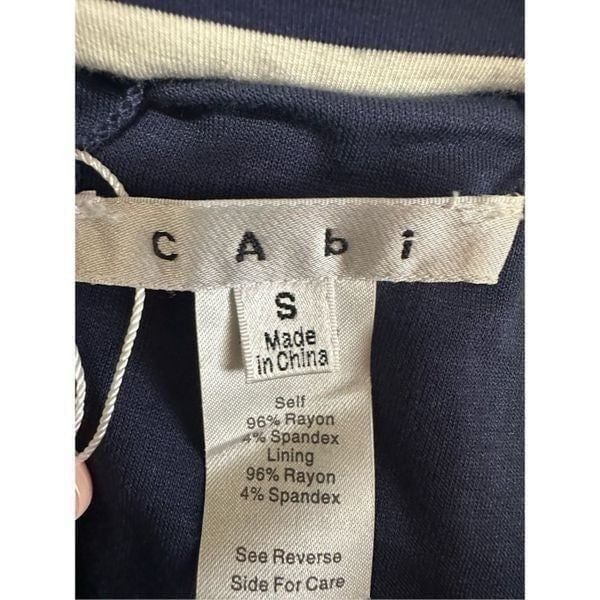 CAbi
S
Made
in China
Self
96% Rayon
4% Spandex
Lining
96% Rayon
4% Spandex
See Reverse
Side For Care